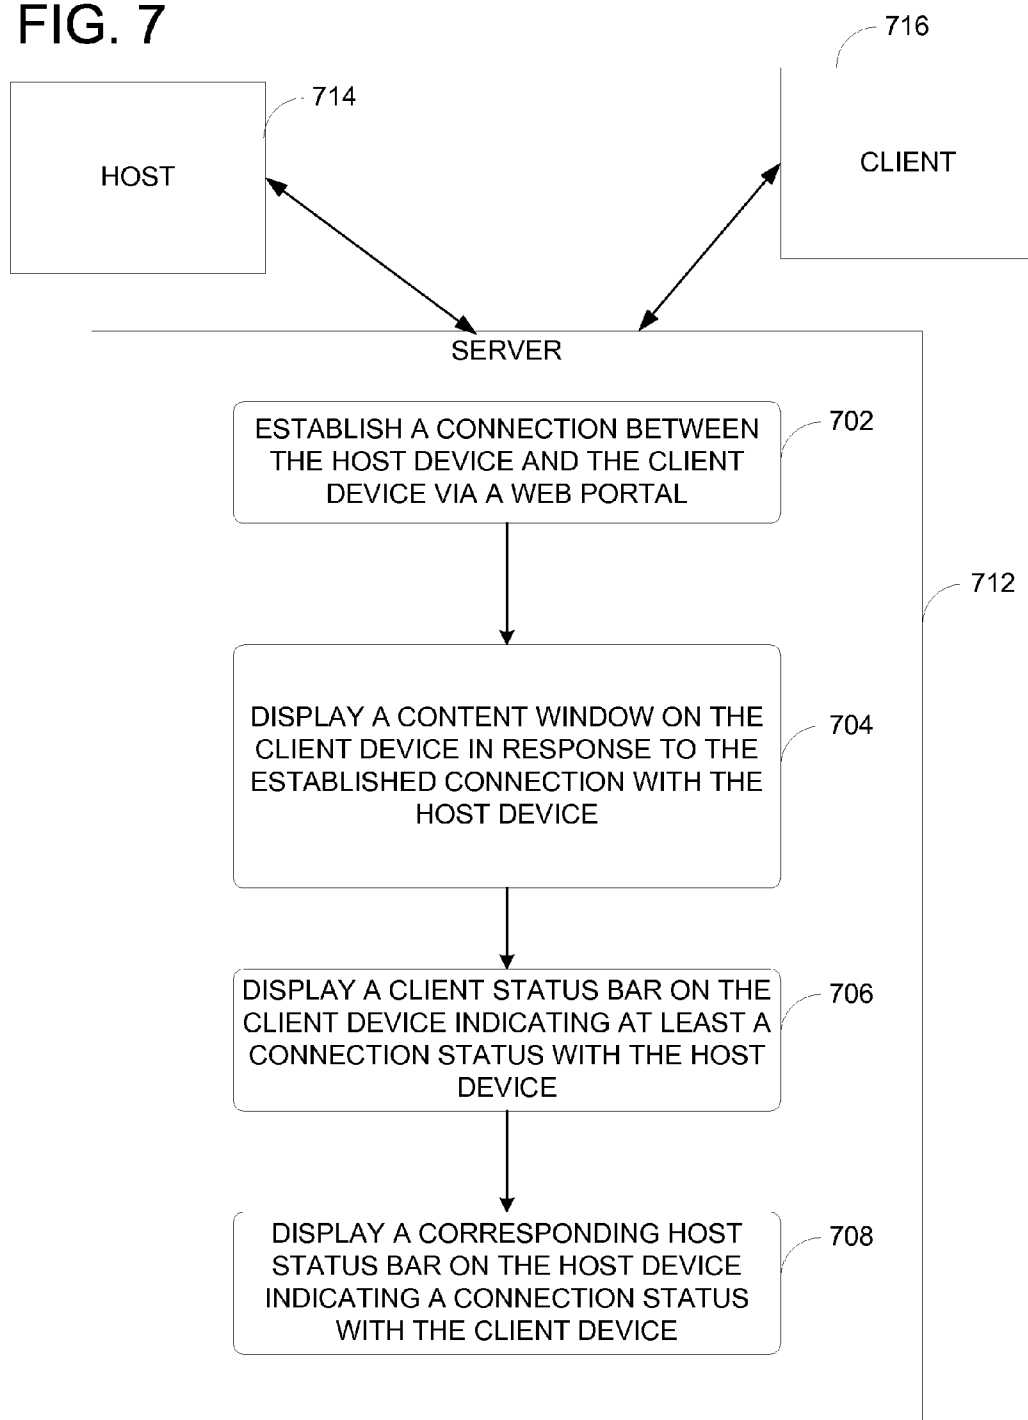 FIG. 7
716
714
HOST
CLIENT
SERVER
ESTABLISH A CONNECTION BETWEEN
THE HOST DEVICE AND THE CLIENT
DEVICE VIA A WEB PORTAL
702
712
DISPLAY A CONTENT WINDOW ON THE
CLIENT DEVICE IN RESPONSE TO THE
ESTABLISHED CONNECTION WITH THE
HOST DEVICE
704
DISPLAY A CLIENT STATUS BAR ON THE
CLIENT DEVICE INDICATING AT LEAST A
CONNECTION STATUS WITH THE HOST
DEVICE
706
DISPLAY A CORRESPONDING HOST
STATUS BAR ON THE HOST DEVICE
INDICATING A CONNECTION STATUS
WITH THE CLIENT DEVICE
708